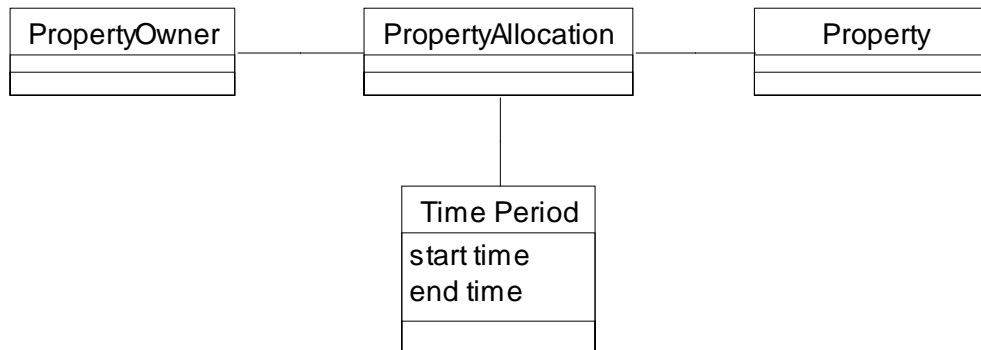 PropertyOwner
PropertyAllocation
Property
Time Period
start time
end time